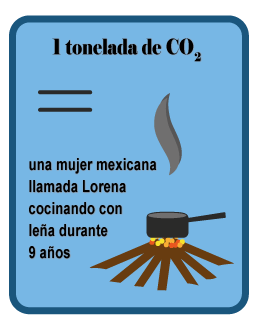 1 tonelada de CO₂
=
una mujer mexicana
llamada Lorena
cocinando con
leña durante
9 años